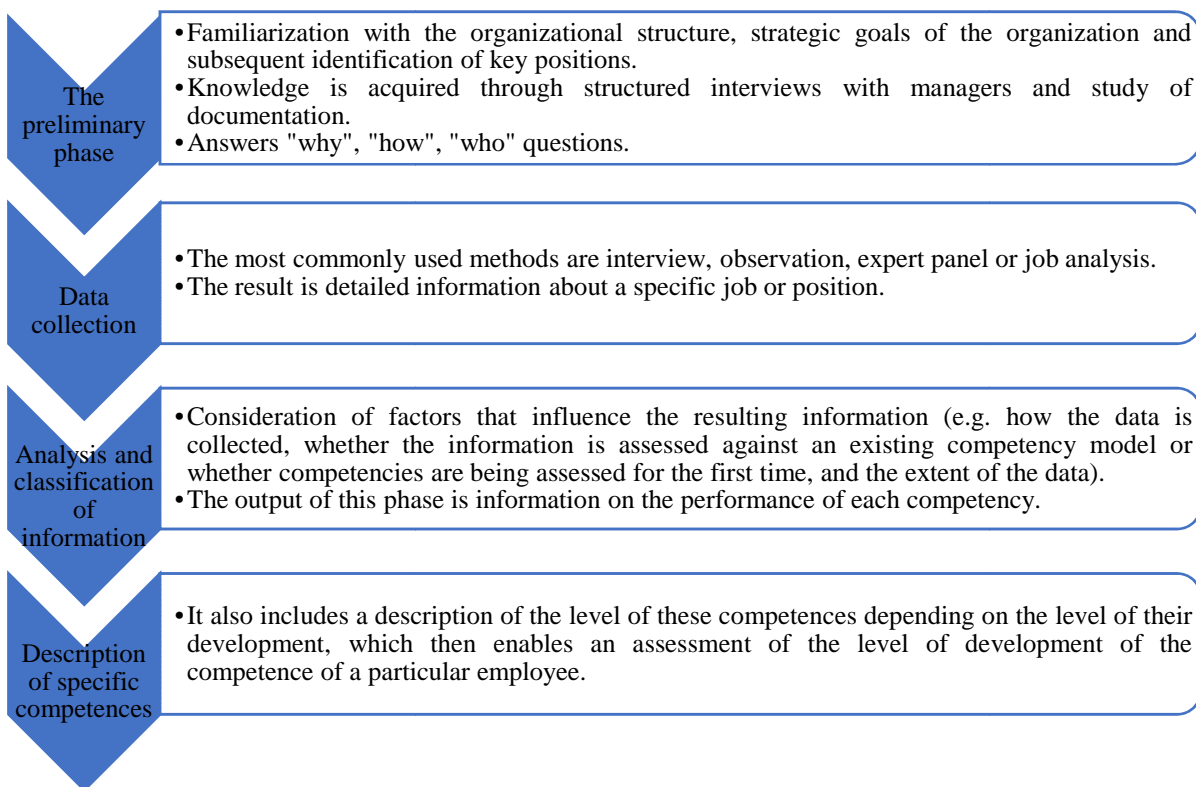 The
preliminary
phase
•Familiarization with the organizational structure, strategic goals of the organization and
subsequent identification of key positions.
•Knowledge is acquired through structured interviews with managers and study of
documentation.
•Answers "why", "how", "who" questions.
Data
collection
•The most commonly used methods are interview, observation, expert panel or job analysis.
•The result is detailed information about a specific job or position.
Analysis and
classification
of
information
•Consideration of factors that influence the resulting information (e.g. how the data is
collected, whether the information is assessed against an existing competency model or
whether competencies are being assessed for the first time, and the extent of the data).
•The output of this phase is information on the performance of each competency.
Description
of specific
competences
•It also includes a description of the level of these competences depending on the level of their
development, which then enables an assessment of the level of development of the
competence of a particular employee.